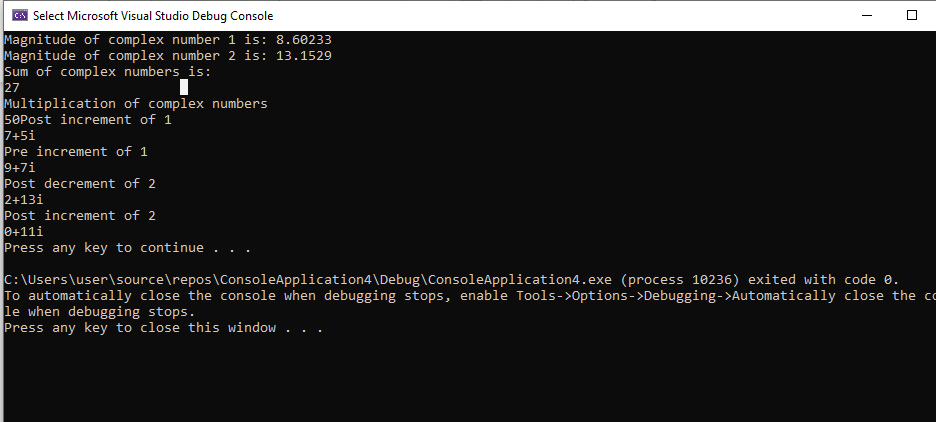 C:\ Select Microsoft Visual Studio Debug Console
Magnitude of complex number 1 is: 8.60233
Magnitude of complex number 2 is: 13.1529
Sum of complex numbers is:
27
Multiplication of complex numbers
50Post increment of 1
7+5i
Pre increment of 1
9+7i
Post decrement of 2
2+13i
Post increment of 2
0+11i
Press any key to continue . . .
C:\Users\user\source\repos\ConsoleApplication4\Debug\ConsoleApplication4.exe (process 10236) exited with code 0.
To automatically close the console when debugging stops, enable Tools->Options->Debugging->Automatically close the co
le when debugging stops.
Press any key to close this window . . .